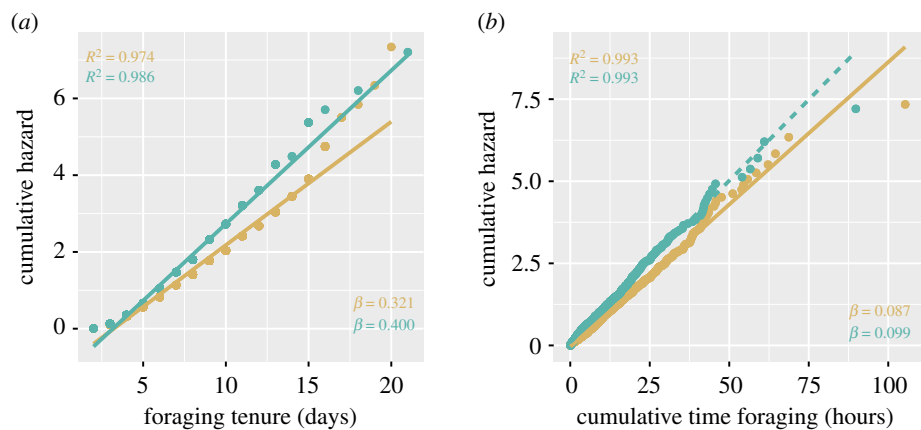 (a)
R² = 0.974
R² = 0.986
6
4
2
0
cumulative hazard
β = 0.321
β = 0.400
5
10
15
20
foraging tenure (days)
(b)
R² = 0.993
R² = 0.993
7.5
5.0
2.5
0
cumulative hazard
β = 0.087
β = 0.099
0
25
50
75
100
cumulative time foraging (hours)